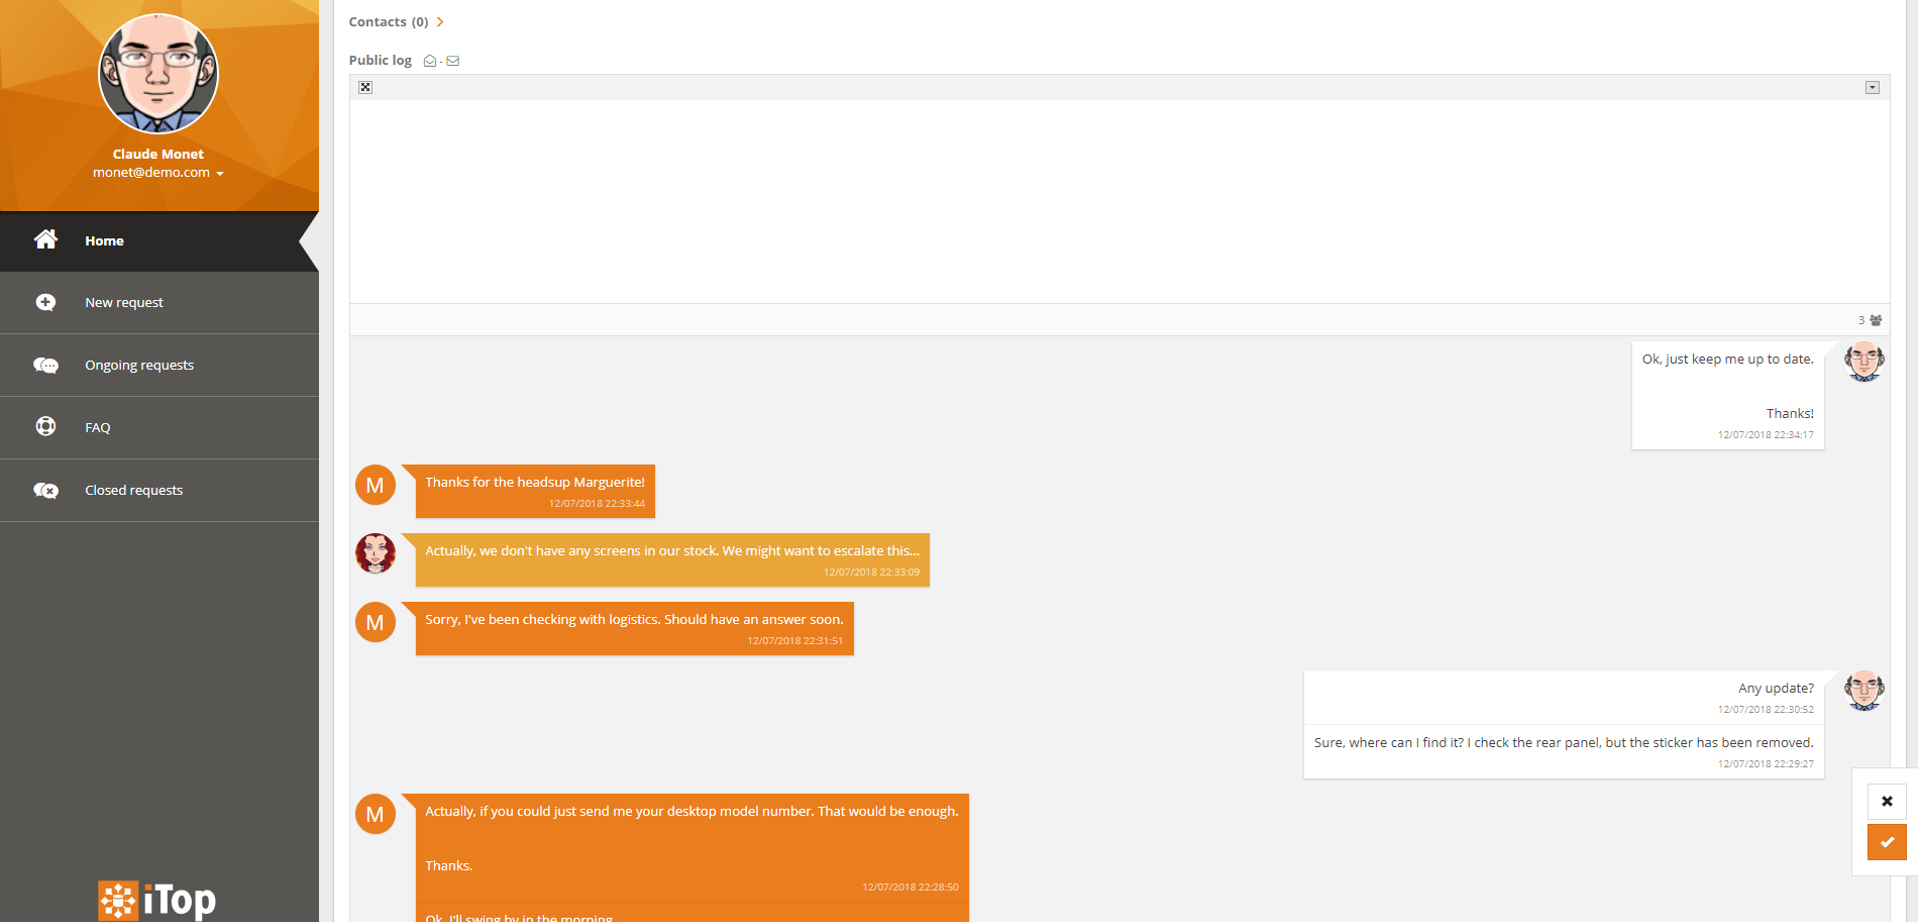 Claude Monet
monet@demo.com
Home
New request
Ongoing requests
FAQ
Closed requests
iTop
Contacts (0)
Public log
3
Ok, just keep me up to date.
Thanks!
12/07/2018 22:34:17
M
Thanks for the headsup Marguerite!
12/07/2018 22:33:44
Actually, we don't have any screens in our stock. We might want to escalate this...
12/07/2018 22:33:09
M
Sorry, I've been checking with logistics. Should have an answer soon.
12/07/2018 22:31:51
Any update?
12/07/2018 22:30:52
Sure, where can I find it? I check the rear panel, but the sticker has been removed.
12/07/2018 22:29:27
M
Actually, if you could just send me your desktop model number. That would be enough.
Thanks.
12/07/2018 22:28:50
Ok, I'll swing by in the morning